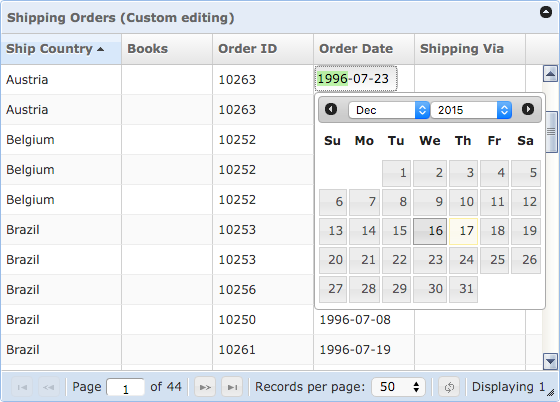 Shipping Orders (Custom editing)
Ship Country Books Order ID Order Date Shipping Via
Austria 10263 1996-07-23
Austria 10263
Dec 2015
Belgium 10252
Su Mo Tu We Th Fr Sa
Belgium 10252
1 2 3 4 5
Belgium 10252
6 7 8 9 10 11 12
Brazil 10253
13 14 15 16 17 18 19
Brazil 10253
20 21 22 23 24 25 26
Brazil 10256
27 28 29 30 31
Brazil 10250 1996-07-08
Brazil 10261 1996-07-19
Page 1 of 44 Records per page: 50 Displaying 1